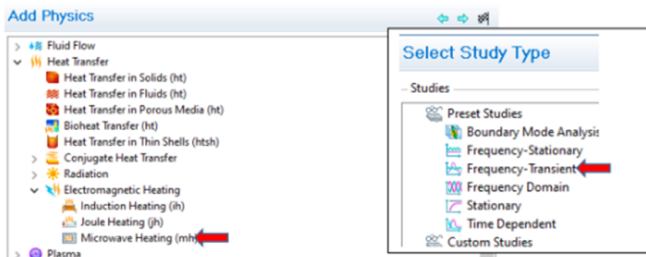 Add Physics
Fluid Flow
Heat Transfer
Heat Transfer in Solids (ht)
Heat Transfer in Fluids (ht)
Heat Transfer in Porous Media (ht)
Bioheat Transfer (ht)
Heat Transfer in Thin Shells (htsh)
Conjugate Heat Transfer
Radiation
Electromagnetic Heating
Induction Heating (ih)
Joule Heating (jh)
Microwave Heating (mh)
Plasma
Select Study Type
Studies
Preset Studies
Boundary Mode Analysis
Frequency-Stationary
Frequency-Transient
Frequency Domain
Stationary
Time Dependent
Custom Studies